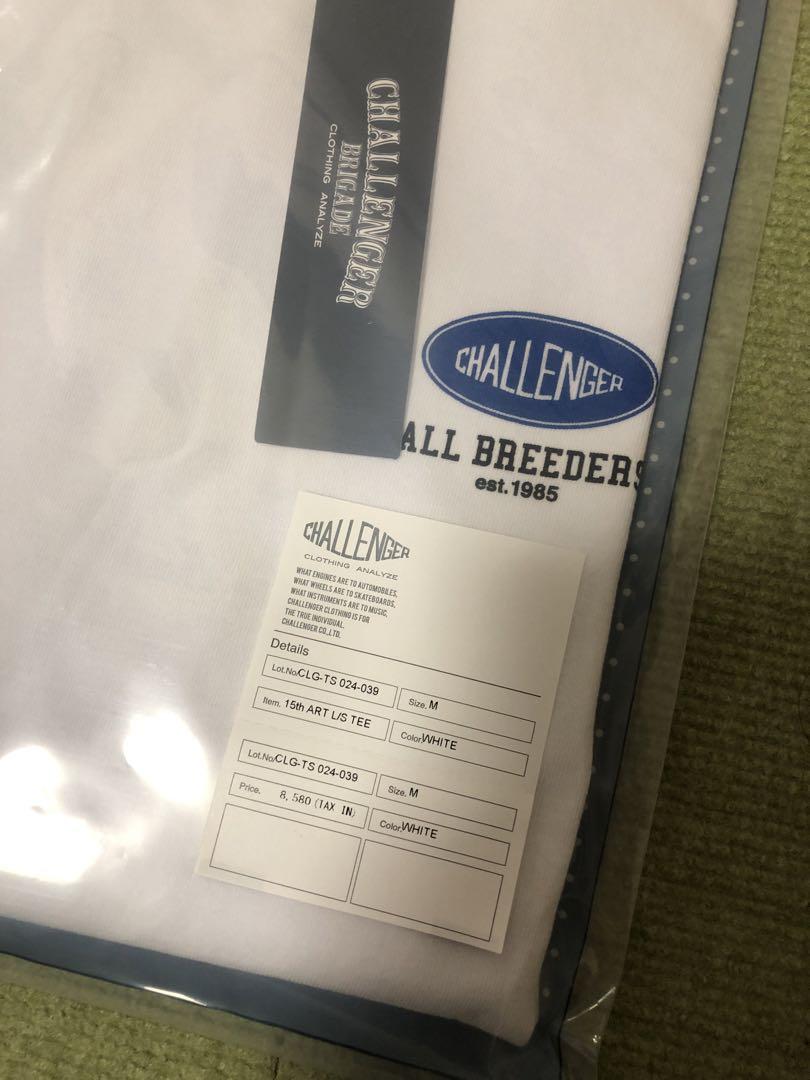 CHALLENGER
BRIGADE
CLOTHING ANALYZE
CHALLENGER
ALL BREEDERS
est.1985
CHALLENGER
CLOTHING ANALYZE
WHAT ENGINES ARE TO AUTOMOBILES,
WHAT WHEELS ARE TO SKATEBOARDS,
WHAT INSTRUMENTS ARE TO MUSIC,
CHALLENGER CLOTHING IS FOR
THE TRUE INDIVIDUAL.
CHALLENGER CO.,LTD.
Details
Lot.No/CLG-TS 024-039 Size. M
Item. 15th ART L/S TEE Color.WHITE
Lot.No/CLG-TS 024-039 Size. M
Price. 8,580 (TAX IN) Color.WHITE